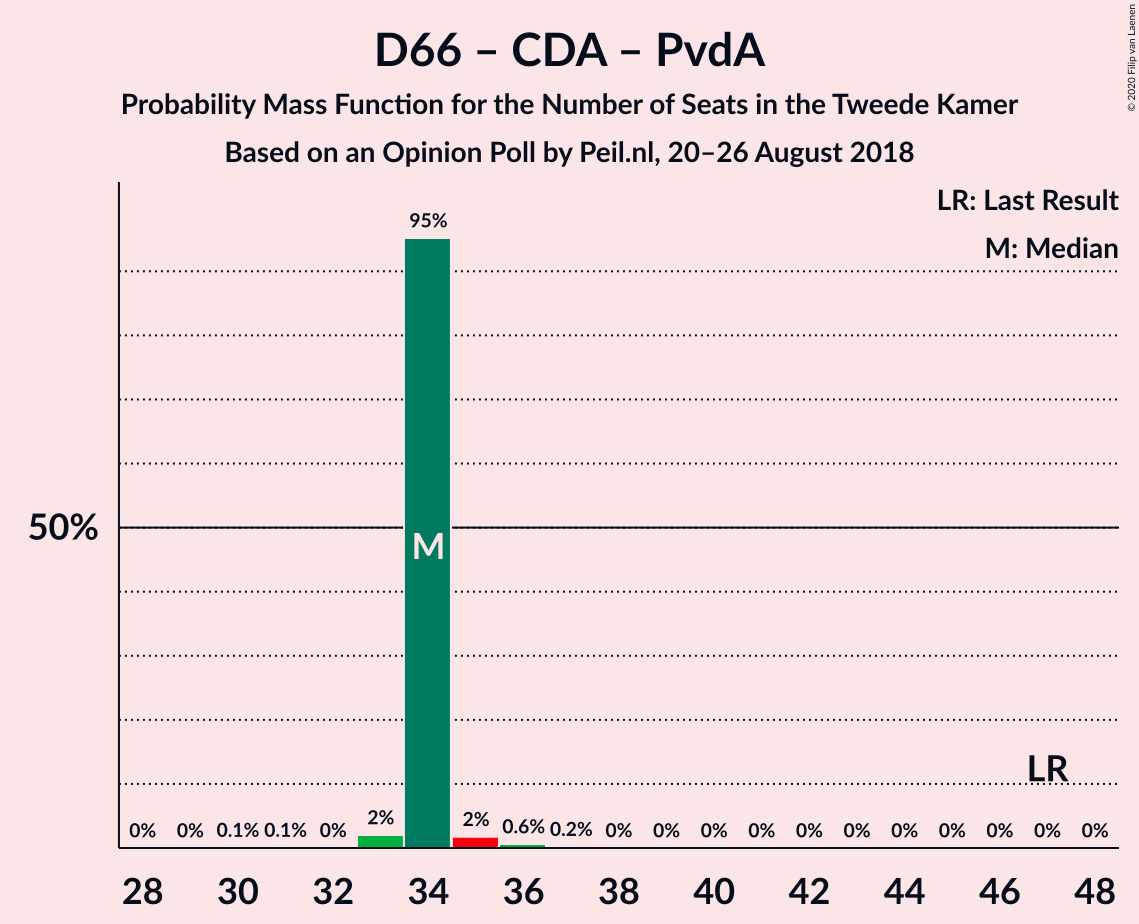 D66 – CDA – PvdA
Probability Mass Function for the Number of Seats in the Tweede Kamer
Based on an Opinion Poll by Peil.nl, 20–26 August 2018
© 2020 Filip van Laenen
LR: Last Result
M: Median
95%
50%
M
LR
0% 0% 0.1% 0.1% 0% 2% 2% 0.6% 0.2% 0% 0% 0% 0% 0% 0% 0% 0% 0% 0% 0%
28 30 32 34 36 38 40 42 44 46 48